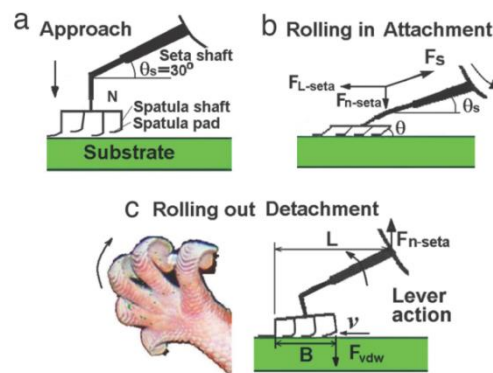 a Approach
Seta shaft
θs=30º
N
Spatula shaft
Spatula pad
Substrate
b Rolling in Attachment
Fs
FL-seta
Fn-seta
θs
θ
C Rolling out Detachment
L
Fn-seta
Lever
action
ν
B
Fvdw